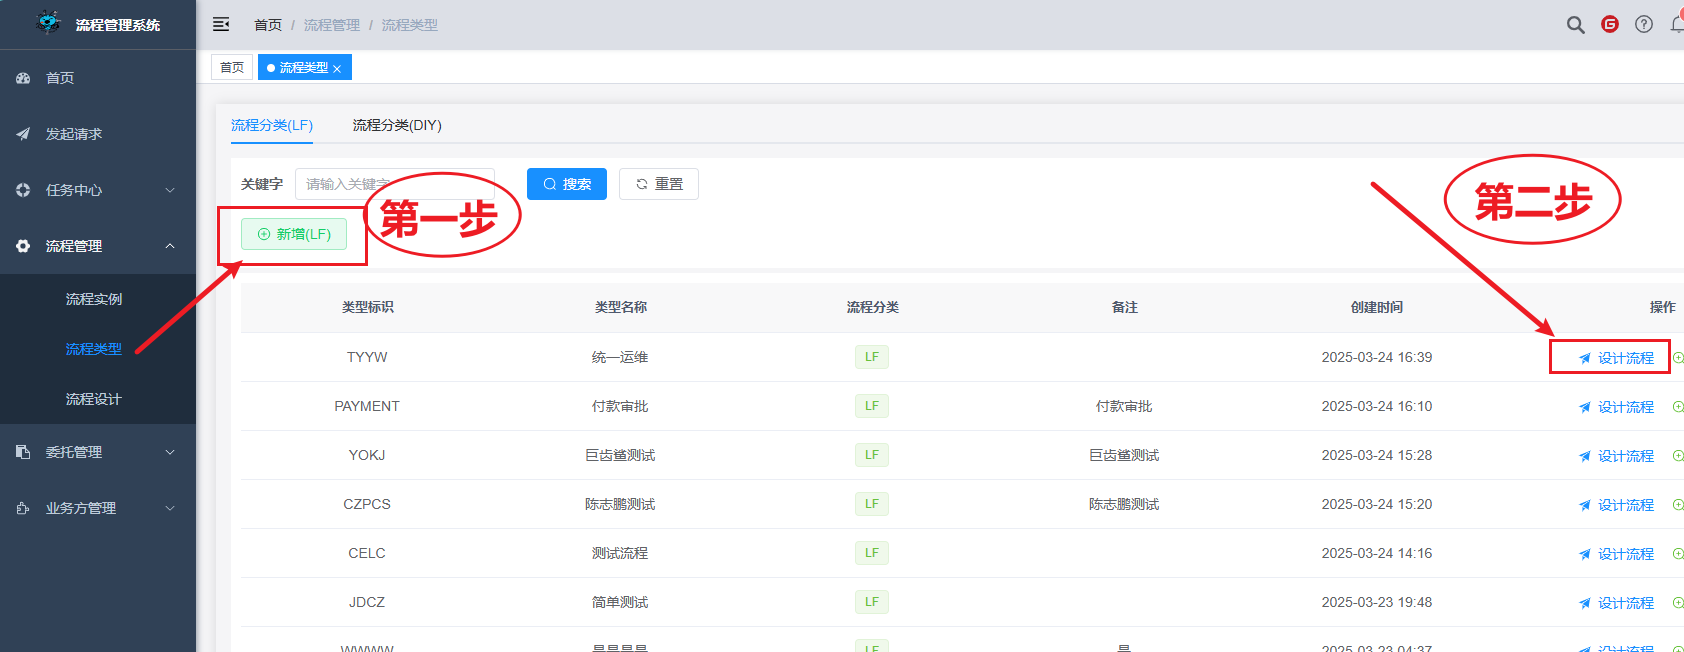 流程管理系统
首页 / 流程管理 / 流程类型
首页
流程类型 ×
首页
发起请求
任务中心
流程管理
流程实例
流程类型
流程设计
委托管理
业务方管理
流程分类(LF)
流程分类(DIY)
关键字
请输入关键字
搜索
重置
第一步
第二步
新增(LF)
类型标识 类型名称 流程分类 备注 创建时间 操作
TYYW 统一运维 LF 2025-03-24 16:39 设计流程
PAYMENT 付款审批 LF 付款审批 2025-03-24 16:10 设计流程
YOKJ 巨齿鲨测试 LF 巨齿鲨测试 2025-03-24 15:28 设计流程
CZPCS 陈志鹏测试 LF 陈志鹏测试 2025-03-24 15:20 设计流程
CELC 测试流程 LF 2025-03-24 14:16 设计流程
JDCZ 简单测试 LF 2025-03-23 19:48 设计流程
WWWW LF 2025-03-23 04:37 设计流程